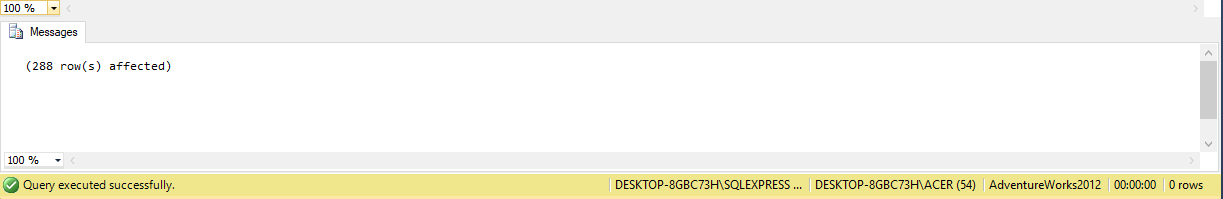 100 %
Messages
(288 row(s) affected)
100 %
Query executed successfully.
DESKTOP-8GBC73H\SQLEXPRESS ...
DESKTOP-8GBC73H\ACER (54)
AdventureWorks2012
00:00:00
0 rows